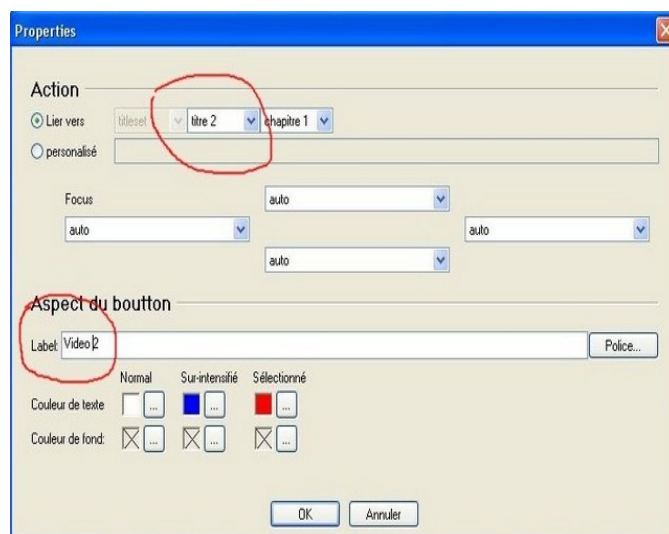 Properties
Action
Lier vers titleset titre 2 chapitre 1
personalisé
Focus auto
auto auto
auto
Aspect du boutton
Label: Video 2 Police...
Normal Sur-intensifié Sélectionné
Couleur de texte ... ... ...
Couleur de fond: ... ... ...
OK Annuler